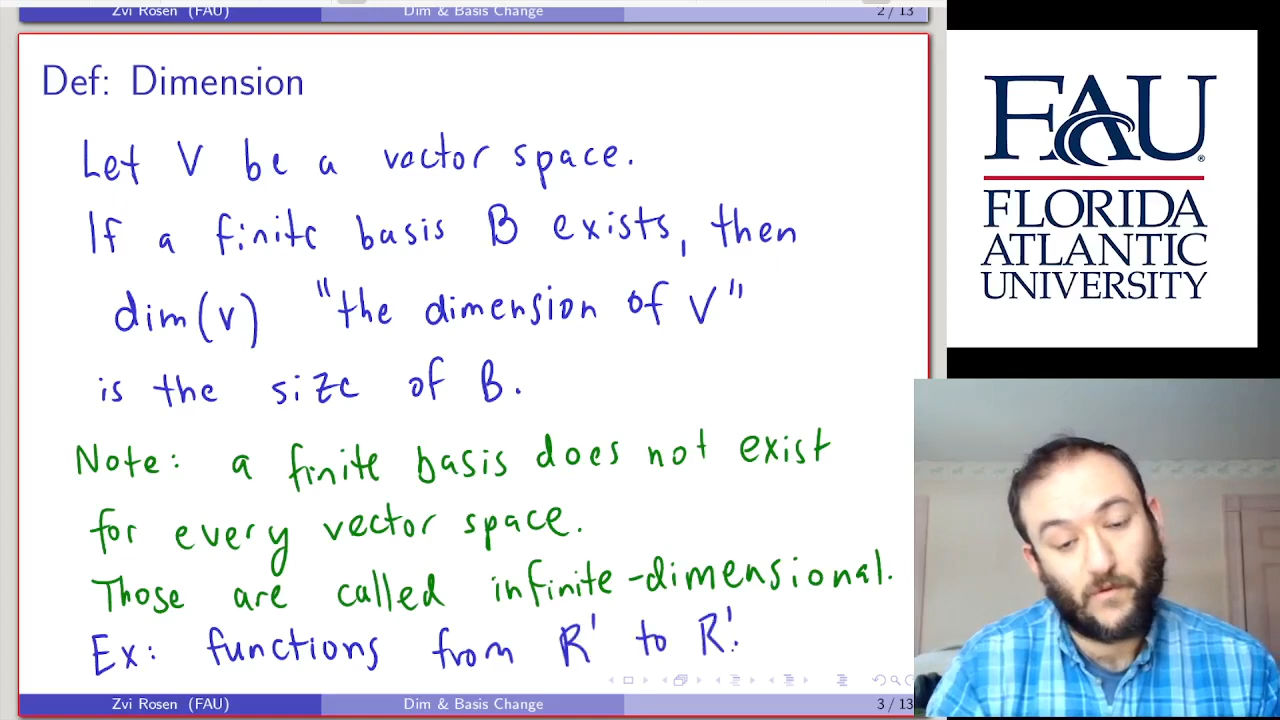 Zvi Rosen (FAU) Dim & Basis Change 2 / 13
Def: Dimension
Let V be a vector space.
If a finite basis B exists, then
dim(V) "the dimension of V"
is the size of B.
Note: a finite basis does not exist
for every vector space.
Those are called infinite-dimensional.
Ex: functions from R¹ to R¹.
Zvi Rosen (FAU) Dim & Basis Change 3 / 13
FAU
FLORIDA
ATLANTIC
UNIVERSITY